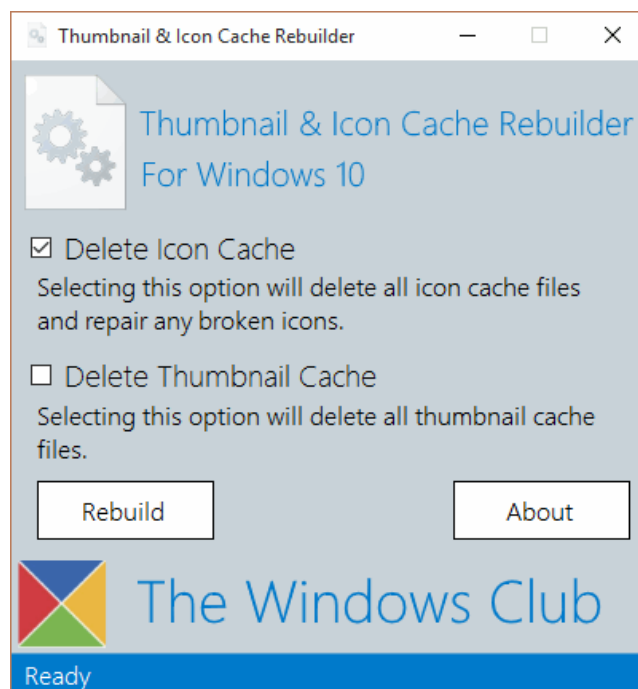 Thumbnail & Icon Cache Rebuilder
Thumbnail & Icon Cache Rebuilder
For Windows 10
Delete Icon Cache
Selecting this option will delete all icon cache files
and repair any broken icons.
Delete Thumbnail Cache
Selecting this option will delete all thumbnail cache
files.
Rebuild About
The Windows Club
Ready